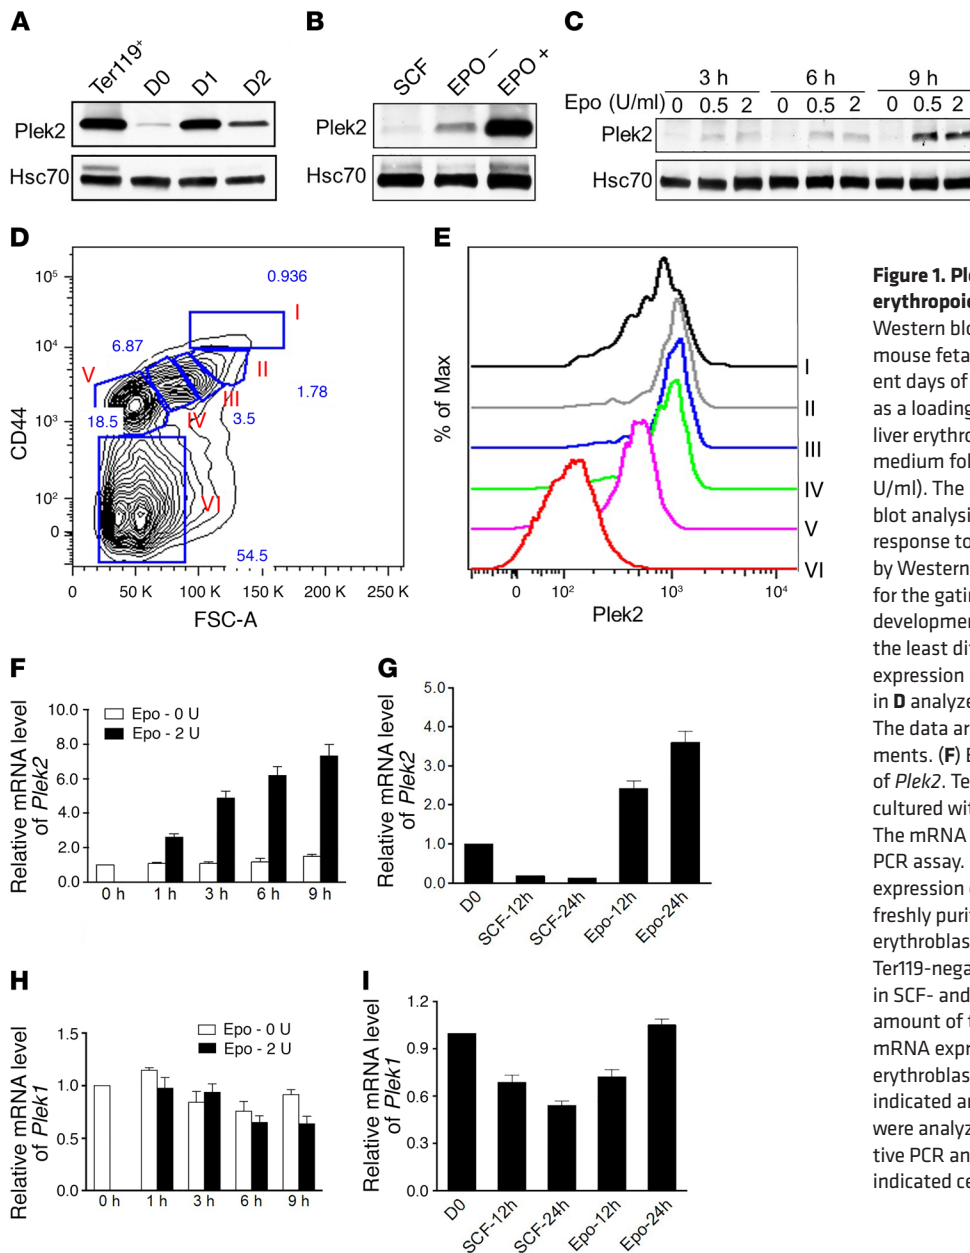 A
Ter119+
D0
D1
D2
Plek2
Hsc70
B
SCF
EPO –
EPO +
Plek2
Hsc70
C
3 h
6 h
9 h
Epo (U/ml)
0
0.5
2
0
0.5
2
0
0.5
2
Plek2
Hsc70
D
CD44
10⁵
10⁴
10³
10²
0
0.936
I
6.87
V
II
1.78
III
3.5
IV
18.5
VI
54.5
0
50 K
100 K
150 K
200 K
250 K
FSC-A
E
% of Max
I
II
III
IV
V
VI
0
10²
10³
10⁴
Plek2
Figure 1. Ple
erythropoie
Western blo
mouse feta
ent days of
as a loading
liver erythro
medium fol
U/ml). The
blot analysi
response to
by Western
for the gatin
developmen
the least dif
expression
in D analyze
The data ar
ments. (F) E
of Plek2. Te
cultured wit
The mRNA
PCR assay.
expression
freshly purif
erythroblas
Ter119-nega
in SCF- and
amount of t
mRNA expr
erythroblas
indicated ar
were analyz
tive PCR an
indicated ce
F
Relative mRNA level
of Plek2
10.0
8.0
6.0
4.0
2.0
0.0
Epo - 0 U
Epo - 2 U
0 h
1 h
3 h
6 h
9 h
G
Relative mRNA level
of Plek2
5.0
4.0
3.0
2.0
1.0
0.0
D0
SCF-12h
SCF-24h
Epo-12h
Epo-24h
H
Relative mRNA level
of Plek1
1.5
1.0
0.5
0.0
Epo - 0 U
Epo - 2 U
0 h
1 h
3 h
6 h
9 h
I
Relative mRNA level
of Plek1
1.2
0.9
0.6
0.3
0.0
D0
SCF-12h
SCF-24h
Epo-12h
Epo-24h